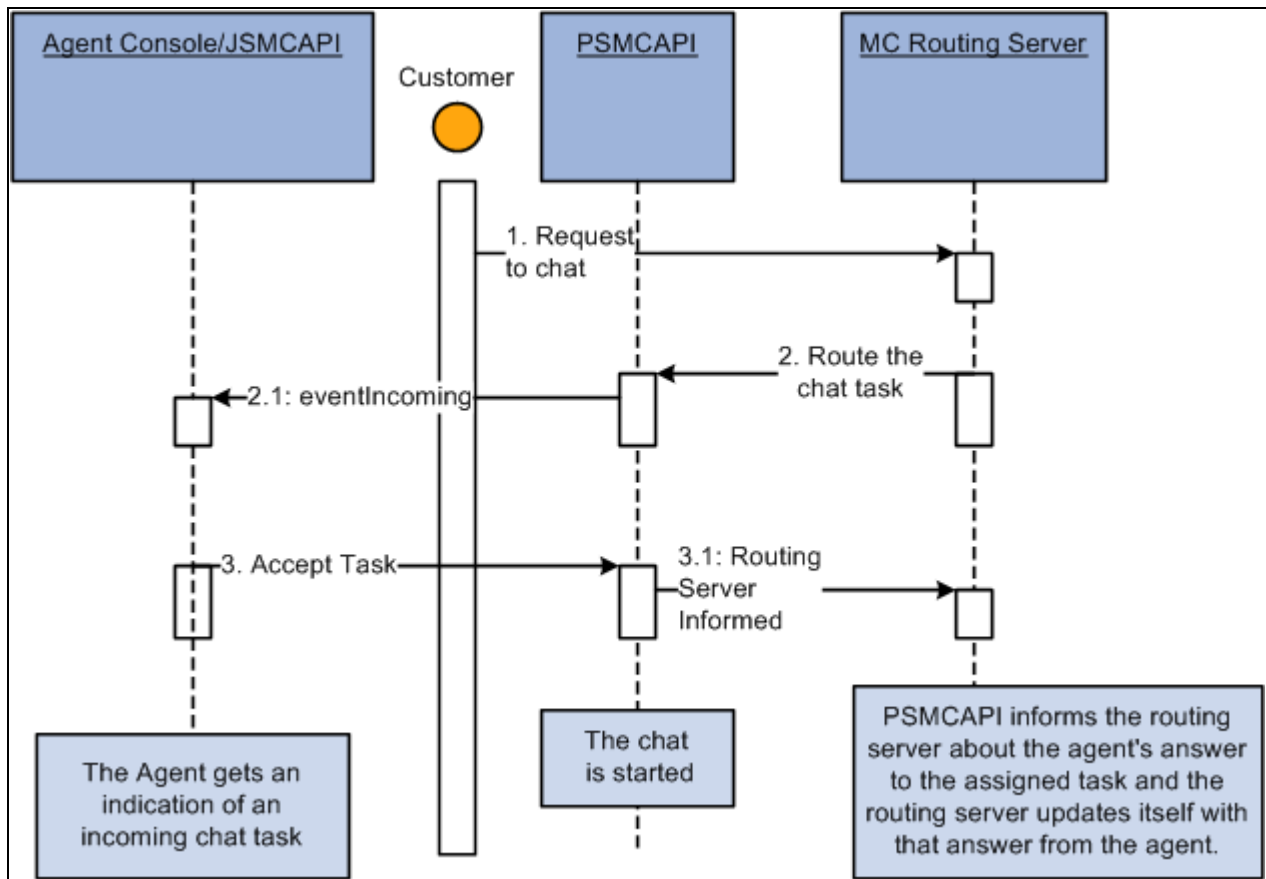 Agent Console/JSMCAPI
Customer
PSMCAPI
MC Routing Server
1. Request
to chat
2. Route the
chat task
2.1: eventIncoming
3. Accept Task
3.1: Routing
Server
Informed
The Agent gets an
indication of an
incoming chat task
The chat
is started
PSMCAPI informs the routing
server about the agent's answer
to the assigned task and the
routing server updates itself with
that answer from the agent.